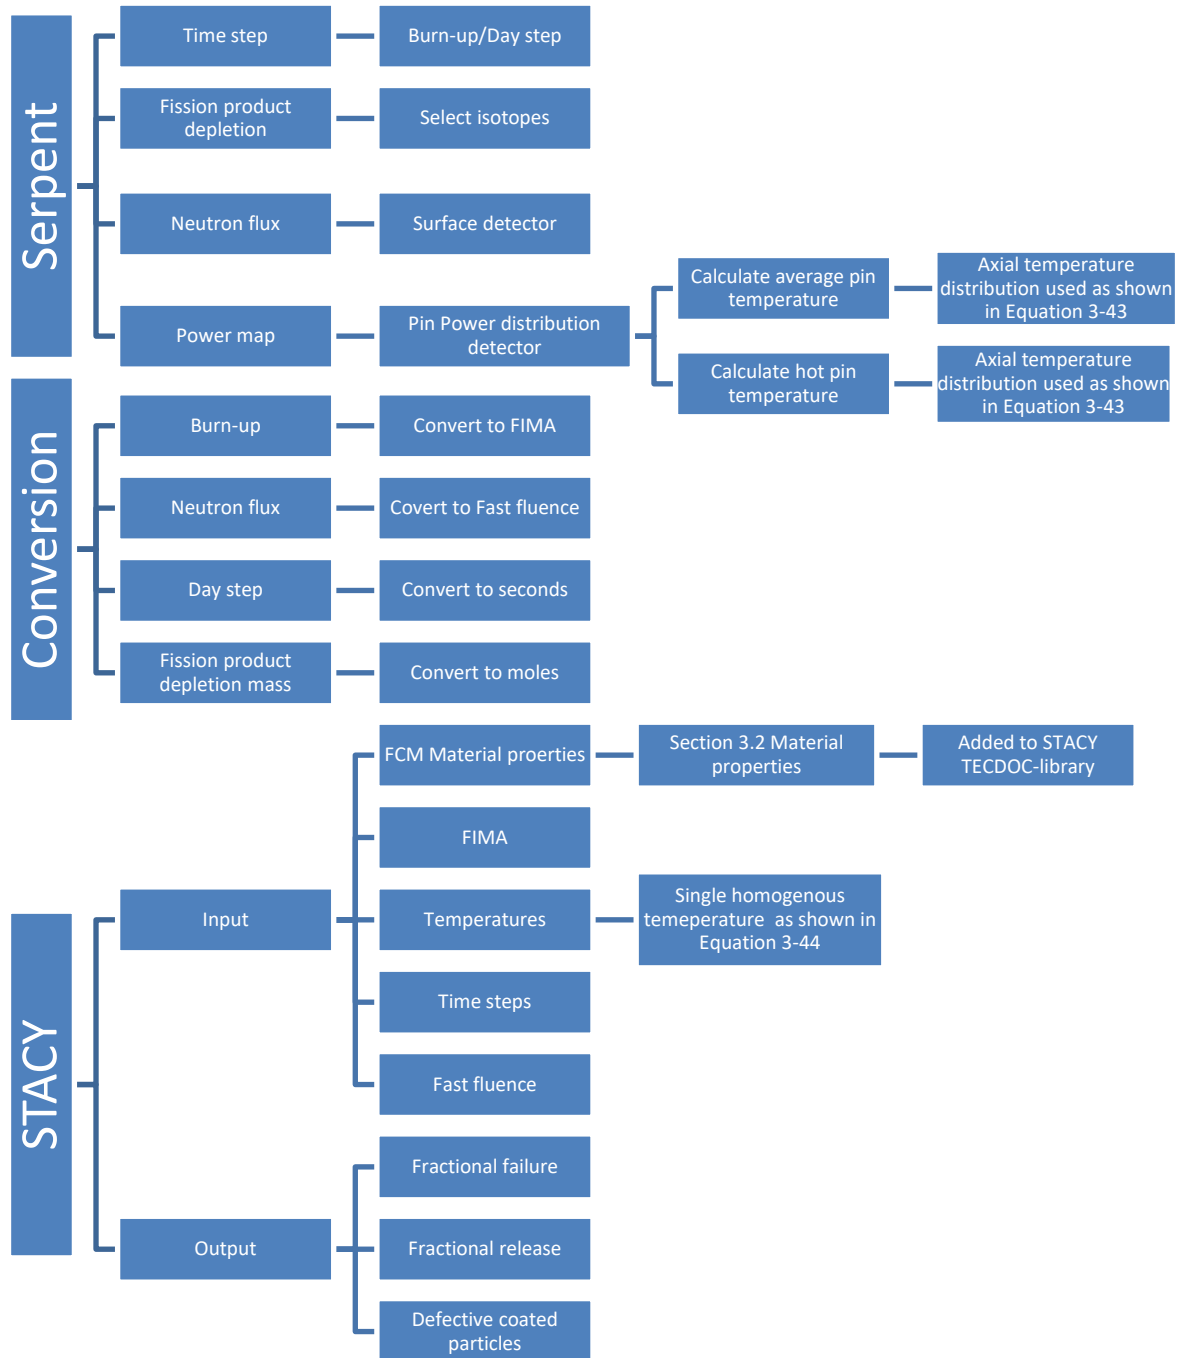 Serpent
Time step
Burn-up/Day step
Fission product
depletion
Select isotopes
Neutron flux
Surface detector
Power map
Pin Power distribution
detector
Calculate average pin
temperature
Axial temperature
distribution used as shown
in Equation 3-43
Calculate hot pin
temperature
Axial temperature
distribution used as shown
in Equation 3-43
Conversion
Burn-up
Convert to FIMA
Neutron flux
Covert to Fast fluence
Day step
Convert to seconds
Fission product
depletion mass
Convert to moles
STACY
Input
FCM Material proerties
Section 3.2 Material
properties
Added to STACY
TECDOC-library
FIMA
Temperatures
Single homogenous
temeperature as shown in
Equation 3-44
Time steps
Fast fluence
Output
Fractional failure
Fractional release
Defective coated
particles